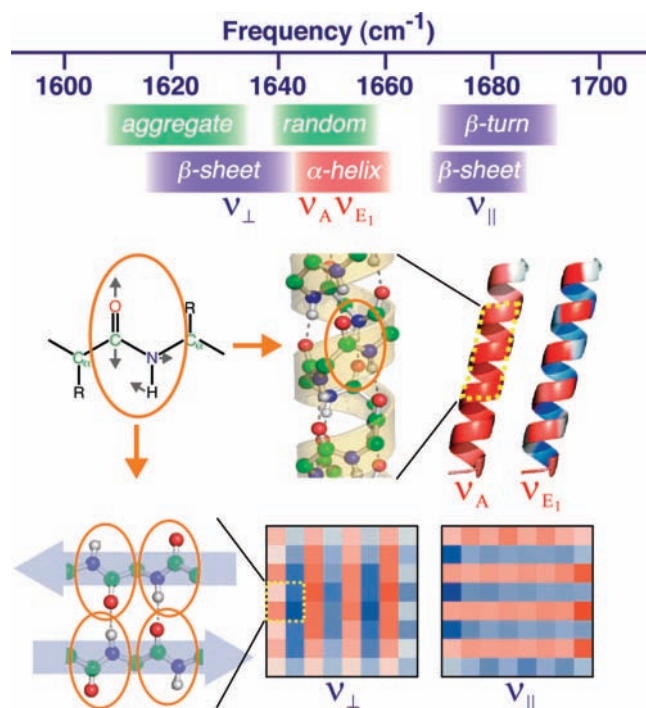 Frequency (cm⁻¹)
1600 1620 1640 1660 1680 1700
aggregate random β-turn
β-sheet α-helix β-sheet
ν⊥ νA νE₁ ν||
O R
C Cα
Cα N
R H
νA νE₁
ν⊥ ν||